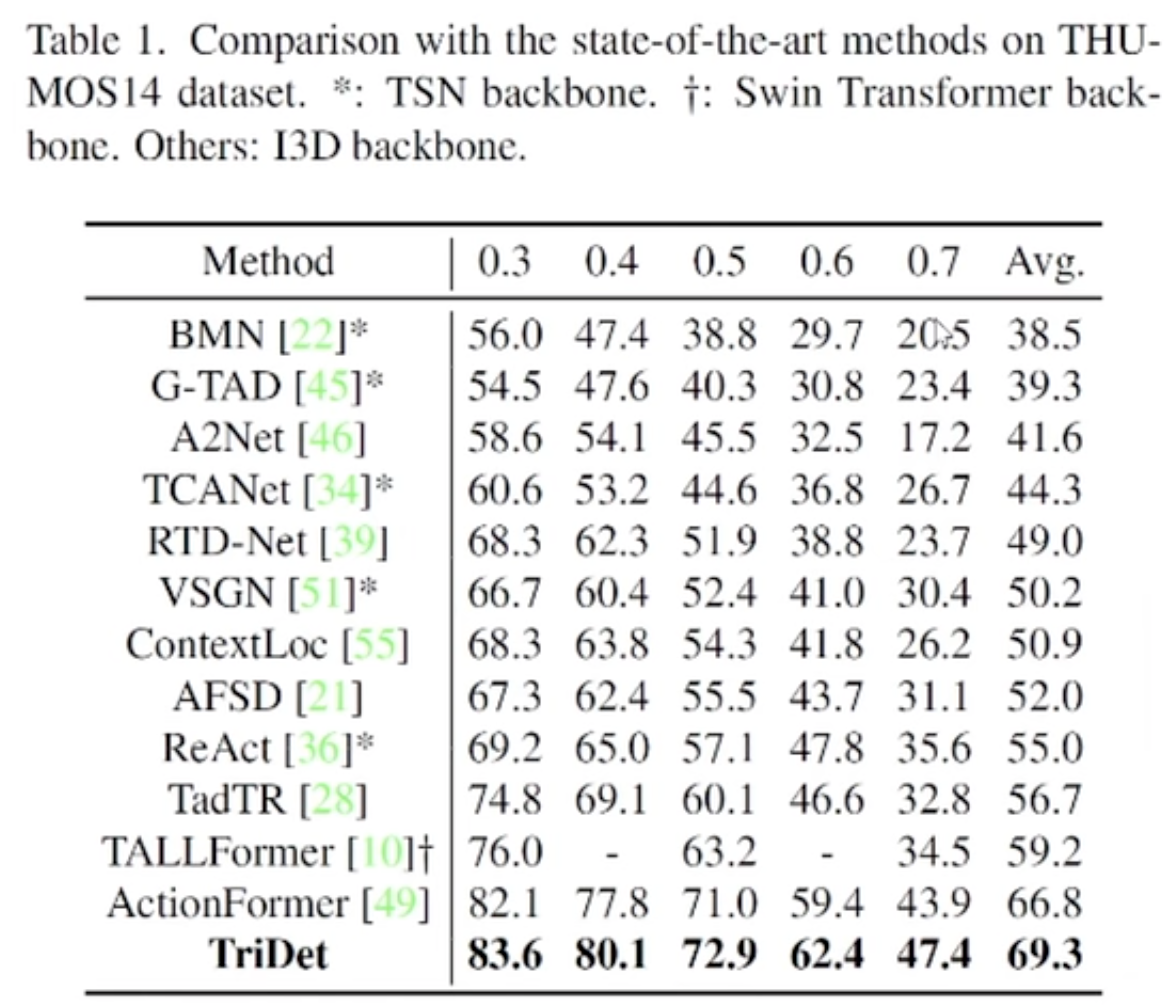 Table 1. Comparison with the state-of-the-art methods on THU-
MOS14 dataset. *: TSN backbone. †: Swin Transformer back-
bone. Others: I3D backbone.
Method 0.3 0.4 0.5 0.6 0.7 Avg.
BMN [22]* 56.0 47.4 38.8 29.7 20.5 38.5
G-TAD [45]* 54.5 47.6 40.3 30.8 23.4 39.3
A2Net [46] 58.6 54.1 45.5 32.5 17.2 41.6
TCANet [34]* 60.6 53.2 44.6 36.8 26.7 44.3
RTD-Net [39] 68.3 62.3 51.9 38.8 23.7 49.0
VSGN [51]* 66.7 60.4 52.4 41.0 30.4 50.2
ContextLoc [55] 68.3 63.8 54.3 41.8 26.2 50.9
AFSD [21] 67.3 62.4 55.5 43.7 31.1 52.0
ReAct [36]* 69.2 65.0 57.1 47.8 35.6 55.0
TadTR [28] 74.8 69.1 60.1 46.6 32.8 56.7
TALLFormer [10]† 76.0 - 63.2 - 34.5 59.2
ActionFormer [49] 82.1 77.8 71.0 59.4 43.9 66.8
TriDet 83.6 80.1 72.9 62.4 47.4 69.3